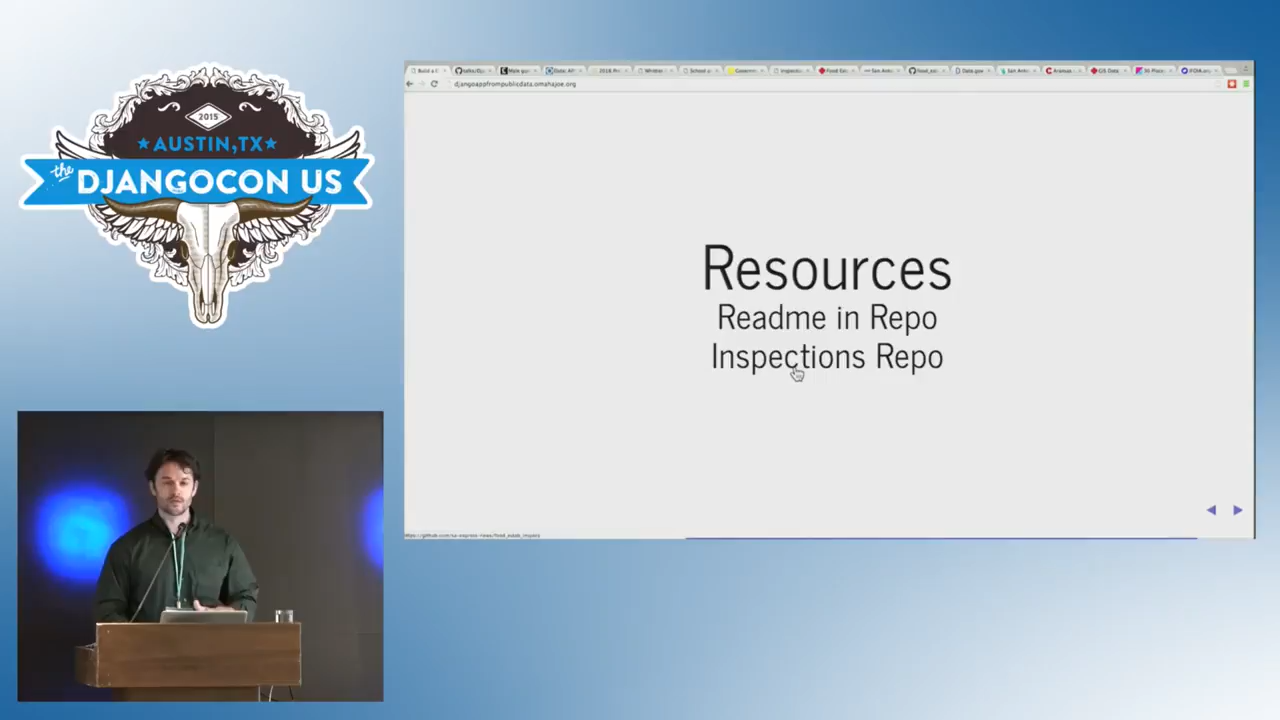 2015
★ AUSTIN,TX ★
the
DJANGOCON US
djangoappfrompublicdata.omahajoe.org
Resources
Readme in Repo
Inspections Repo